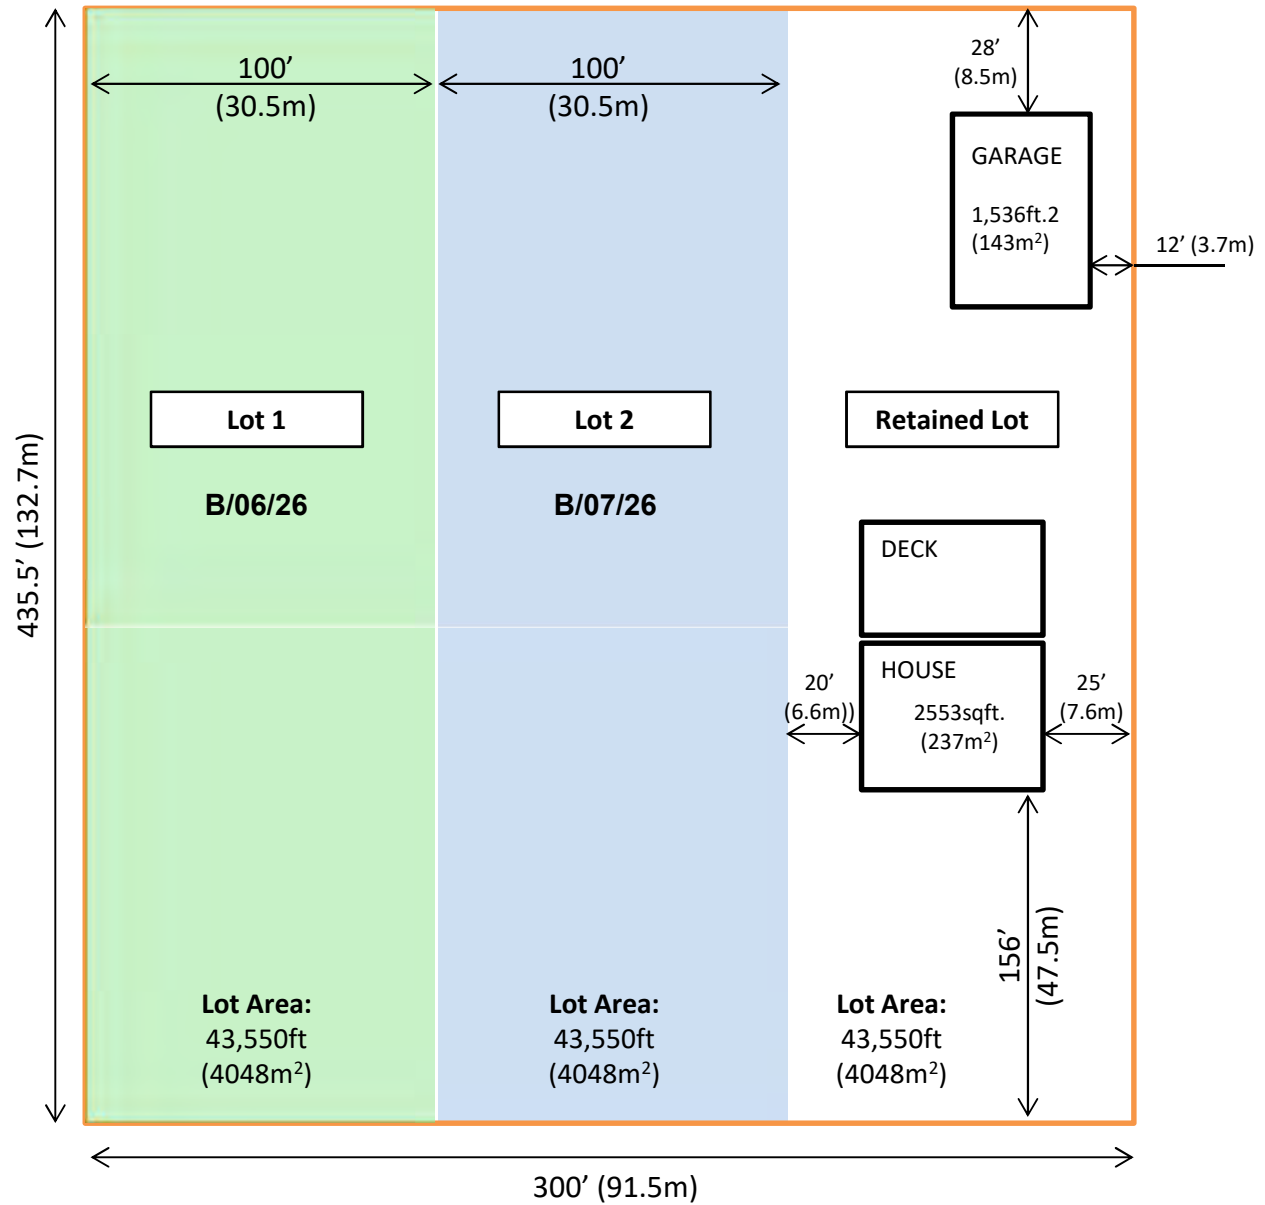 100’
(30.5m)
100’
(30.5m)
28’
(8.5m)
GARAGE
1,536ft.2
(143m²)
12’ (3.7m)
Lot 1
Lot 2
Retained Lot
B/06/26
B/07/26
435.5’ (132.7m)
DECK
HOUSE
2553sqft.
(237m²)
20’
(6.6m))
25’
(7.6m)
156’
(47.5m)
Lot Area:
43,550ft
(4048m²)
Lot Area:
43,550ft
(4048m²)
Lot Area:
43,550ft
(4048m²)
300’ (91.5m)